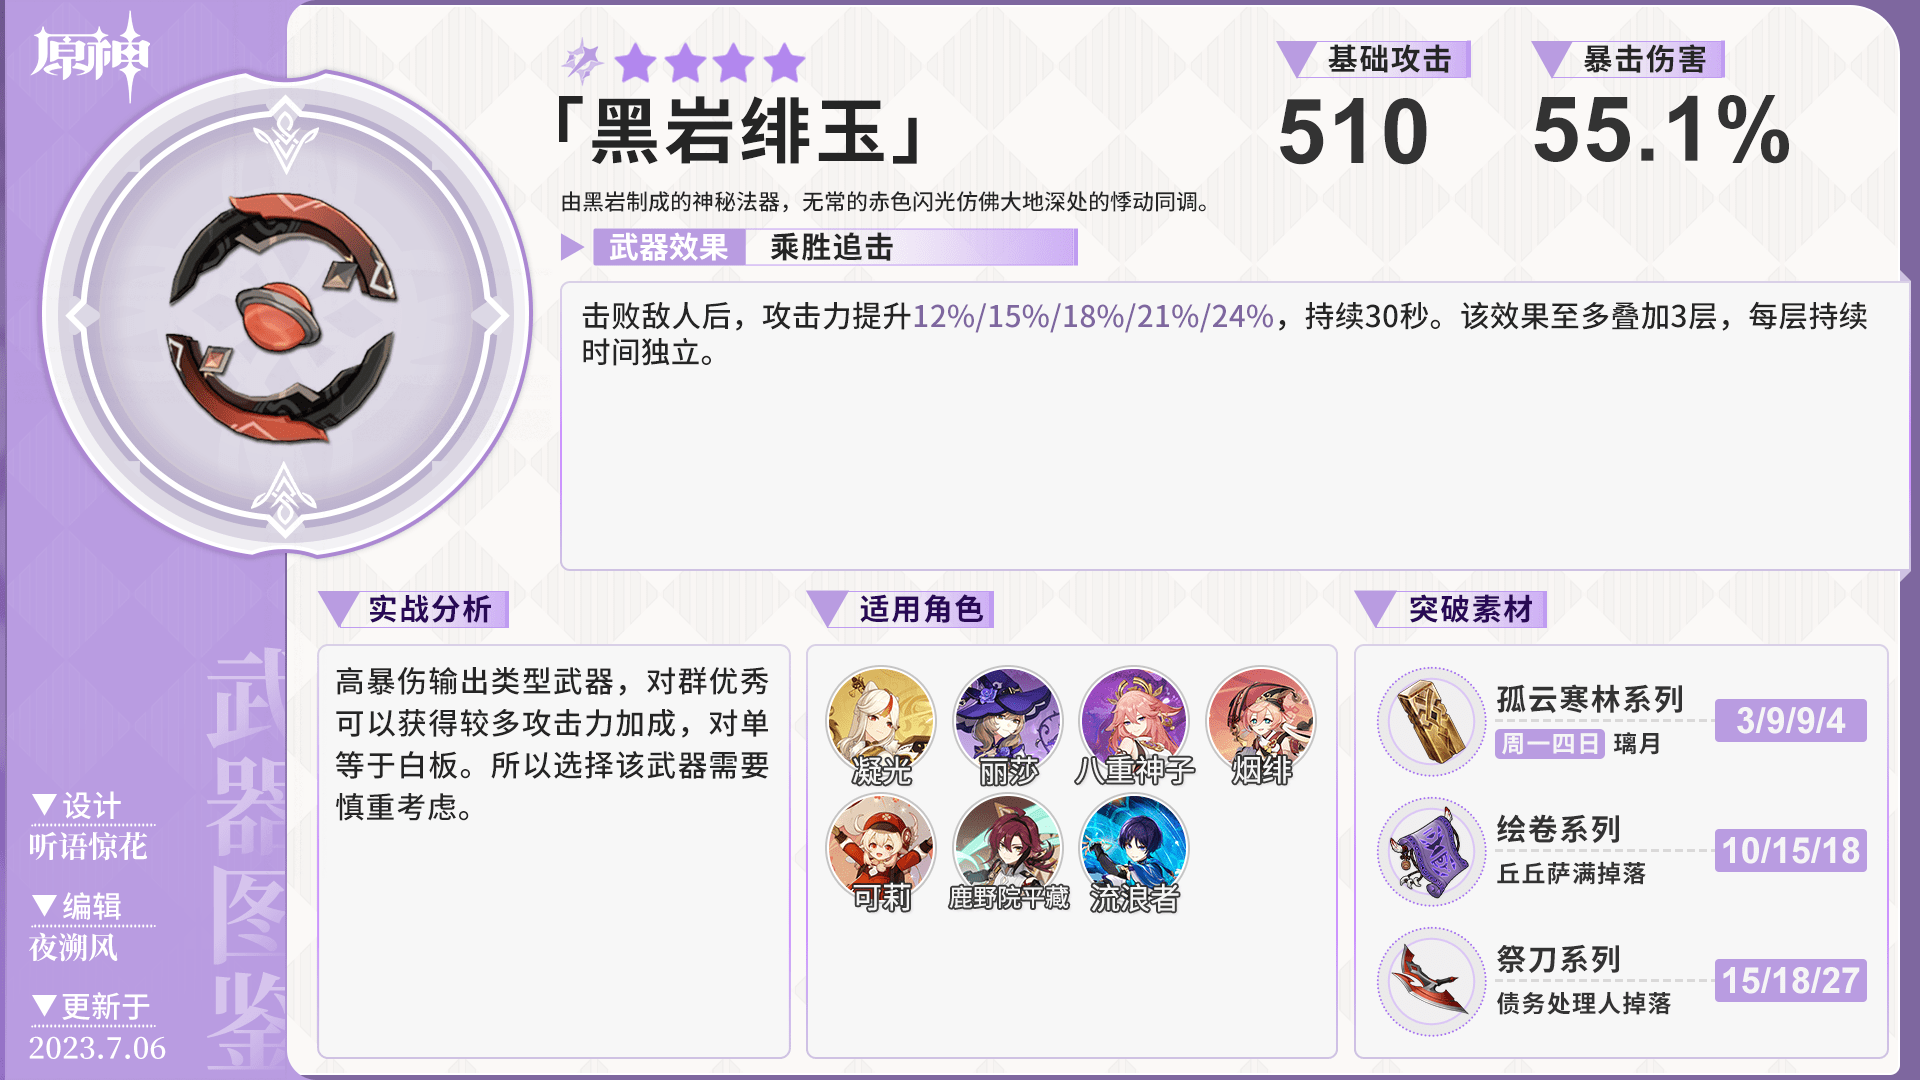 原神
「黑岩绯玉」
基础攻击
510
暴击伤害
55.1%
由黑岩制成的神秘法器，无常的赤色闪光仿佛大地深处的悸动同调。
武器效果
乘胜追击
击败敌人后，攻击力提升12%/15%/18%/21%/24%，持续30秒。该效果至多叠加3层，每层持续
时间独立。
实战分析
高暴伤输出类型武器，对群优秀
可以获得较多攻击力加成，对单
等于白板。所以选择该武器需要
慎重考虑。
适用角色
凝光
丽莎
八重神子
烟绯
可莉
鹿野院平藏
流浪者
突破素材
孤云寒林系列
周一四日 璃月
3/9/9/4
绘卷系列
丘丘萨满掉落
10/15/18
祭刀系列
债务处理人掉落
15/18/27
武器图鉴
▼设计
听语惊花
▼编辑
夜溯风
▼更新于
2023.7.06